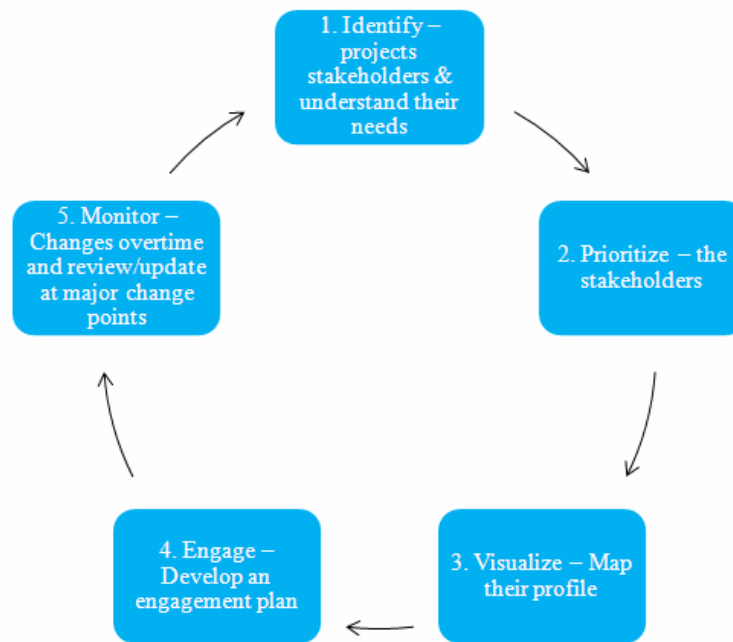 1. Identify –
projects
stakeholders &
understand their
needs
2. Prioritize – the
stakeholders
3. Visualize – Map
their profile
4. Engage –
Develop an
engagement plan
5. Monitor –
Changes overtime
and review/update
at major change
points